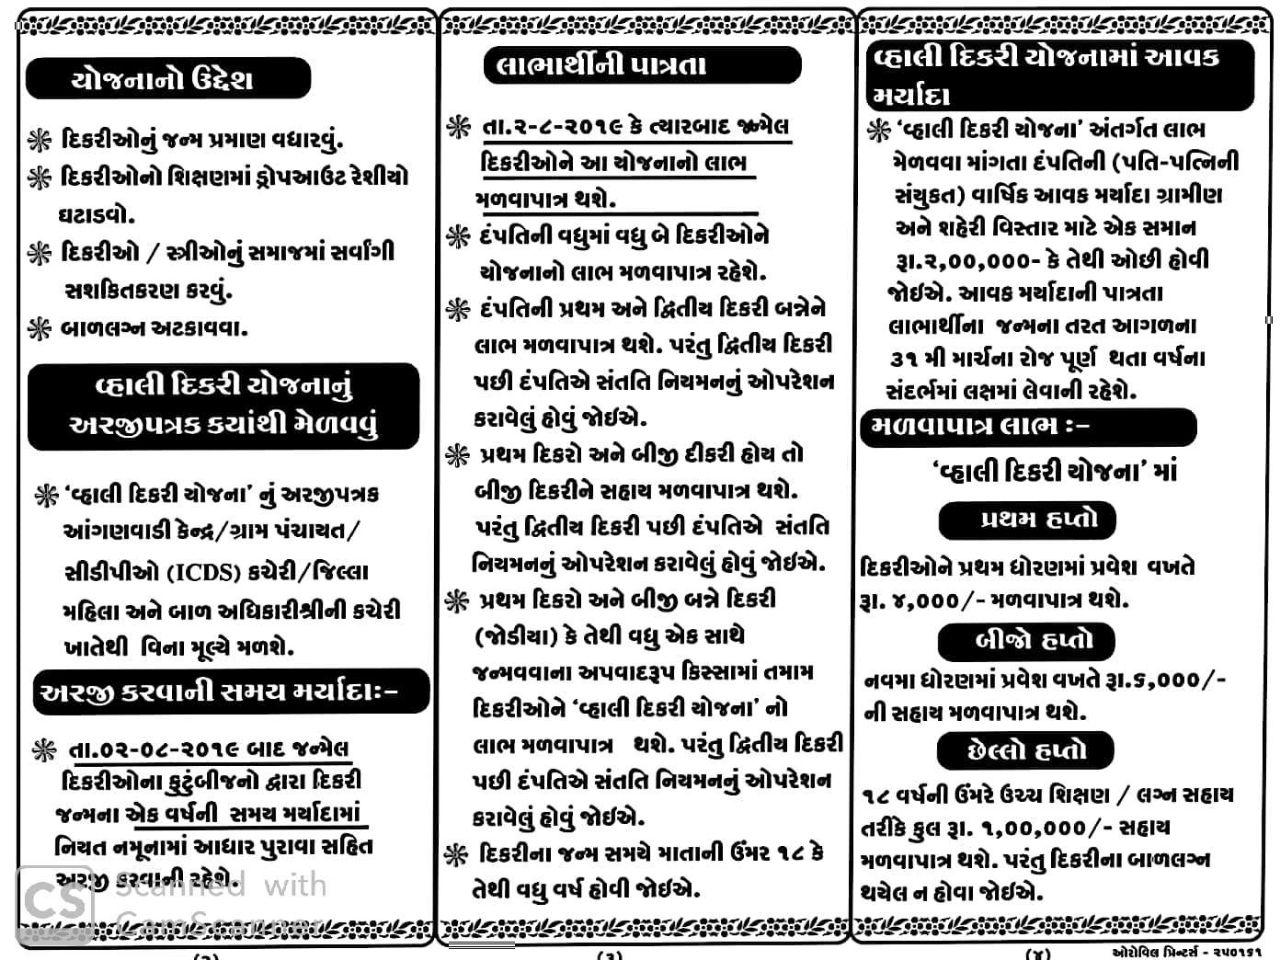 યોજનાનો ઉદ્દેશ
દિકરીઓનું જન્મ પ્રમાણ વધારવું.
દિકરીઓનો શિક્ષણમાં ડ્રોપઆઉટ રેશીયો
ઘટાડવો.
દિકરીઓ / સ્ત્રીઓનું સમાજમાં સર્વાંગી
સશકિતકરણ કરવું.
બાળલગ્ન અટકાવવા.
વ્હાલી દિકરી યોજનાનું
અરજીપત્રક કયાંથી મેળવવું
‘વ્હાલી દિકરી યોજના’ નું અરજીપત્રક
આંગણવાડી કેન્દ્ર/ગ્રામ પંચાયત/
સીડીપીઓ (ICDS) કચેરી/જિલ્લા
મહિલા અને બાળ અધિકારીશ્રીની કચેરી
ખાતેથી વિના મૂલ્યે મળશે.
અરજી કરવાની સમય મર્યાદાઃ-
તા.૦૨-૦૮-૨૦૧૯ બાદ જન્મેલ
દિકરીઓના કુટુંબીજનો દ્વારા દિકરી
જન્મના એક વર્ષની સમય મર્યાદામાં
નિયત નમૂનામાં આધાર પુરાવા સહિત
અરજી કરવાની રહેશે.
(૨)
લાભાર્થીની પાત્રતા
તા.૨-૮-૨૦૧૯ કે ત્યારબાદ જન્મેલ
દિકરીઓને આ યોજનાનો લાભ
મળવાપાત્ર થશે.
દંપતિની વધુમાં વધુ બે દિકરીઓને
યોજનાનો લાભ મળવાપાત્ર રહેશે.
દંપતિની પ્રથમ અને દ્વિતીય દિકરી બન્નેને
લાભ મળવાપાત્ર થશે. પરંતુ દ્વિતીય દિકરી
પછી દંપતિએ સંતતિ નિયમનનું ઓપરેશન
કરાવેલું હોવું જોઇએ.
પ્રથમ દિકરો અને બીજી દીકરી હોય તો
બીજી દિકરીને સહાય મળવાપાત્ર થશે.
પરંતુ દ્વિતીય દિકરી પછી દંપતિએ સંતતિ
નિયમનનું ઓપરેશન કરાવેલું હોવું જોઇએ.
પ્રથમ દિકરો અને બીજી બન્ને દિકરી
(જોડીયા) કે તેથી વધુ એક સાથે
જન્મવવાના અપવાદરૂપ કિસ્સામાં તમામ
દિકરીઓને ‘વ્હાલી દિકરી યોજના’ નો
લાભ મળવાપાત્ર થશે. પરંતુ દ્વિતીય દિકરી
પછી દંપતિએ સંતતિ નિયમનનું ઓપરેશન
કરાવેલું હોવું જોઇએ.
દિકરીના જન્મ સમયે માતાની ઉંમર ૧૮ કે
તેથી વધુ વર્ષ હોવી જોઇએ.
(૩)
વ્હાલી દિકરી યોજનામાં આવક
મર્યાદા
‘વ્હાલી દિકરી યોજના’ અંતર્ગત લાભ
મેળવવા માંગતા દંપતિની (પતિ-પત્નિની
સંયુકત) વાર્ષિક આવક મર્યાદા ગ્રામીણ
અને શહેરી વિસ્તાર માટે એક સમાન
રૂા.૨,૦૦,૦૦૦- કે તેથી ઓછી હોવી
જોઇએ. આવક મર્યાદાની પાત્રતા
લાભાર્થીના જન્મના તરત આગળના
૩૧ મી માર્ચના રોજ પૂર્ણ થતા વર્ષના
સંદર્ભમાં લક્ષમાં લેવાની રહેશે.
મળવાપાત્ર લાભ :-
‘વ્હાલી દિકરી યોજના’ માં
પ્રથમ હપ્તો
દિકરીઓને પ્રથમ ધોરણમાં પ્રવેશ વખતે
રૂા. ૪,૦૦૦/- મળવાપાત્ર થશે.
બીજો હપ્તો
નવમા ધોરણમાં પ્રવેશ વખતે રૂા.૬,૦૦૦/-
ની સહાય મળવાપાત્ર થશે.
છેલ્લો હપ્તો
૧૮ વર્ષની ઉંમરે ઉચ્ચ શિક્ષણ / લગ્ન સહાય
તરીકે કુલ રૂા. ૧,૦૦,૦૦૦/- સહાય
મળવાપાત્ર થશે. પરંતુ દિકરીના બાળલગ્ન
થયેલ ન હોવા જોઇએ.
(૪)
ઓરોવિલ પ્રિન્ટર્સ - ૨૫૦૧૬૧
CS
Scanned with
CamScanner